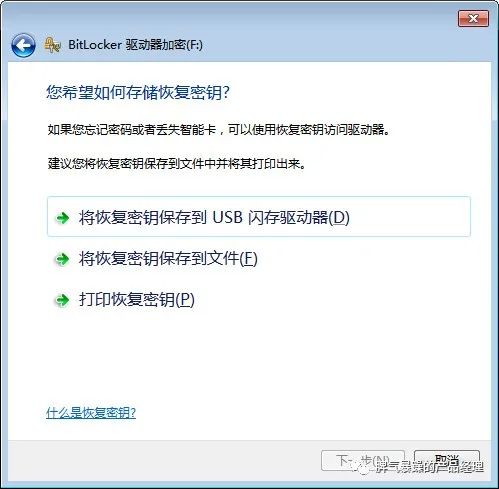 BitLocker 驱动器加密(F:)
您希望如何存储恢复密钥?
如果您忘记密码或者丢失智能卡，可以使用恢复密钥访问驱动器。
建议您将恢复密钥保存到文件中并将其打印出来。
将恢复密钥保存到 USB 闪存驱动器(D)
将恢复密钥保存到文件(F)
打印恢复密钥(P)
什么是恢复密钥?
下一步(N) 取消
脾气暴躁的产品经理